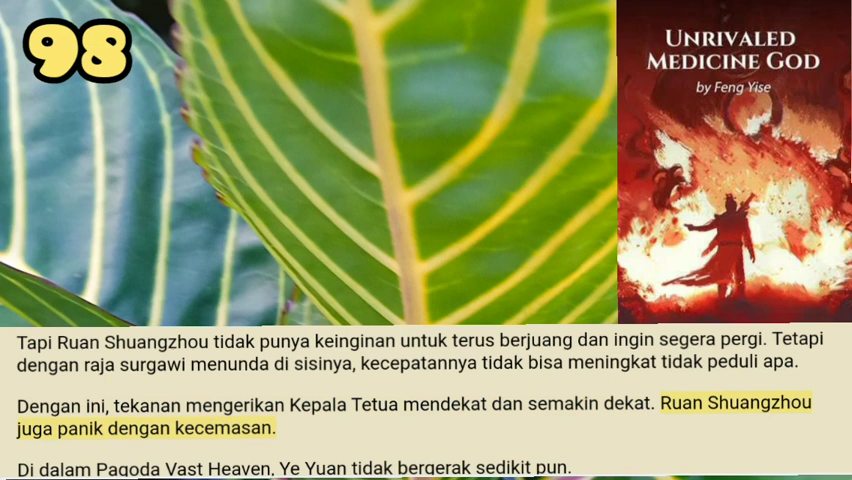 98
UNRIVALED
MEDICINE GOD
by Feng Yise
Tapi Ruan Shuangzhou tidak punya keinginan untuk terus berjuang dan ingin segera pergi. Tetapi
dengan raja surgawi menunda di sisinya, kecepatannya tidak bisa meningkat tidak peduli apa.
Dengan ini, tekanan mengerikan Kepala Tetua mendekat dan semakin dekat. Ruan Shuangzhou
juga panik dengan kecemasan.
Di dalam Pagoda Vast Heaven, Ye Yuan tidak bergerak sedikit pun.